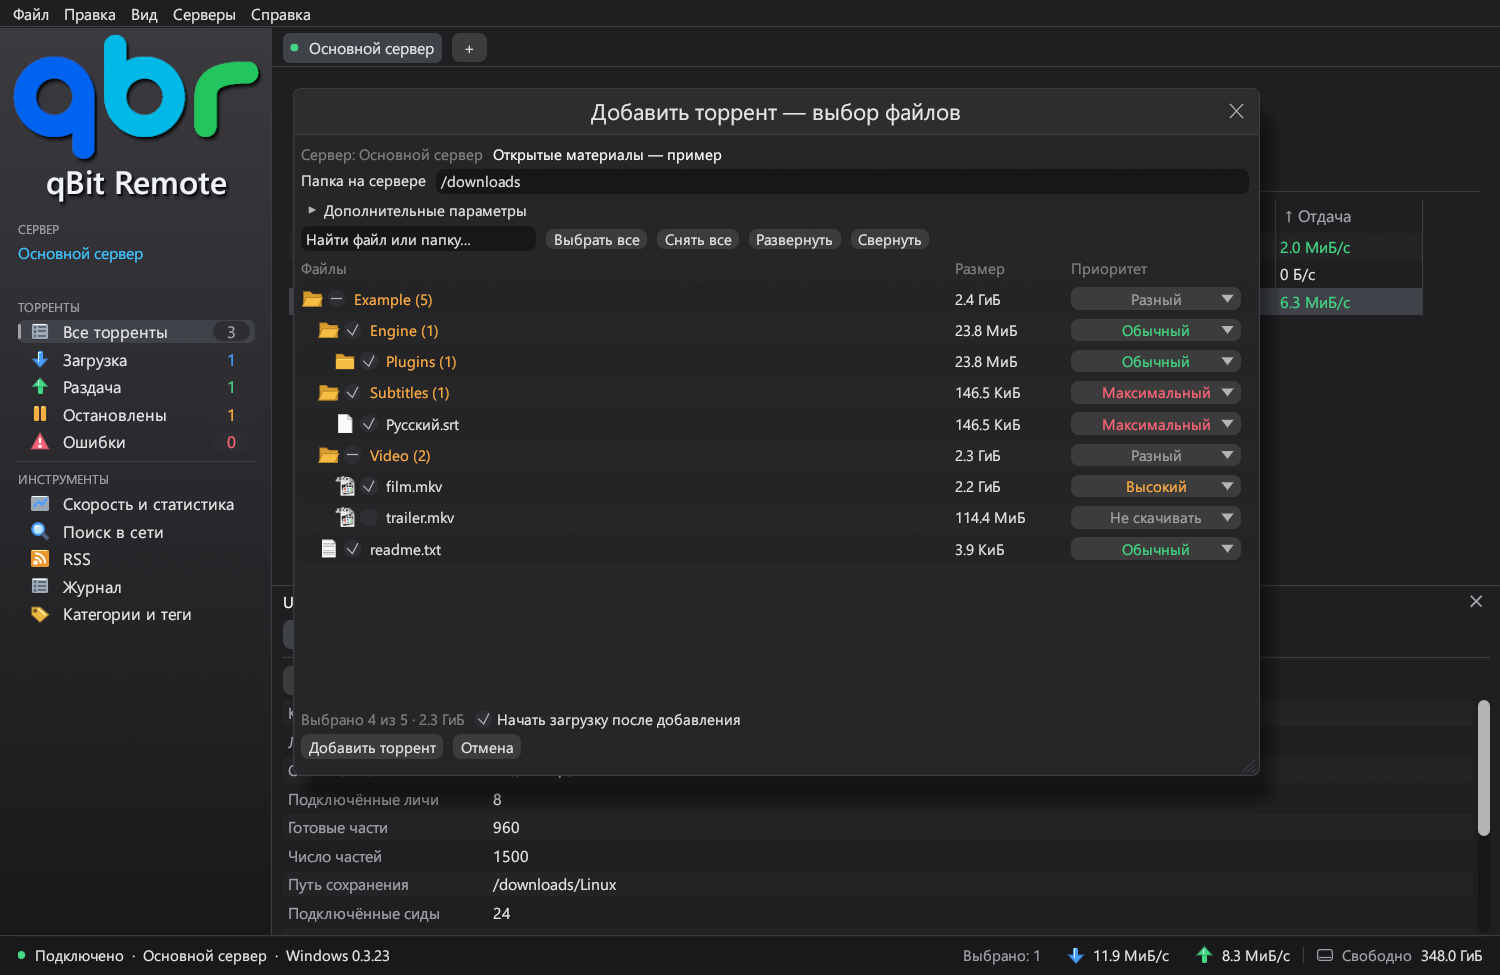 Файл Правка Вид Серверы Справка
qbr
qBit Remote
СЕРВЕР
Основной сервер
ТОРРЕНТЫ
Все торренты 3
Загрузка 1
Раздача 1
Остановлены 1
Ошибки 0
ИНСТРУМЕНТЫ
Скорость и статистика
Поиск в сети
RSS
Журнал
Категории и теги
Основной сервер +
Добавить торрент — выбор файлов
Сервер: Основной сервер Открытые материалы — пример
Папка на сервере /downloads
Дополнительные параметры
Найти файл или папку... Выбрать все Снять все Развернуть Свернуть
Файлы Размер Приоритет
Example (5) 2.4 ГиБ Разный
Engine (1) 23.8 МиБ Обычный
Plugins (1) 23.8 МиБ Обычный
Subtitles (1) 146.5 КиБ Максимальный
Русский.srt 146.5 КиБ Максимальный
Video (2) 2.3 ГиБ Разный
film.mkv 2.2 ГиБ Высокий
trailer.mkv 114.4 МиБ Не скачивать
readme.txt 3.9 КиБ Обычный
Выбрано 4 из 5 · 2.3 ГиБ Начать загрузку после добавления
Добавить торрент Отмена
↑ Отдача
2.0 МиБ/с
0 Б/с
6.3 МиБ/с
Подключённые личи 8
Готовые части 960
Число частей 1500
Путь сохранения /downloads/Linux
Подключённые сиды 24
Подключено · Основной сервер · Windows 0.3.23 Выбрано: 1 11.9 МиБ/с 8.3 МиБ/с Свободно 348.0 ГиБ